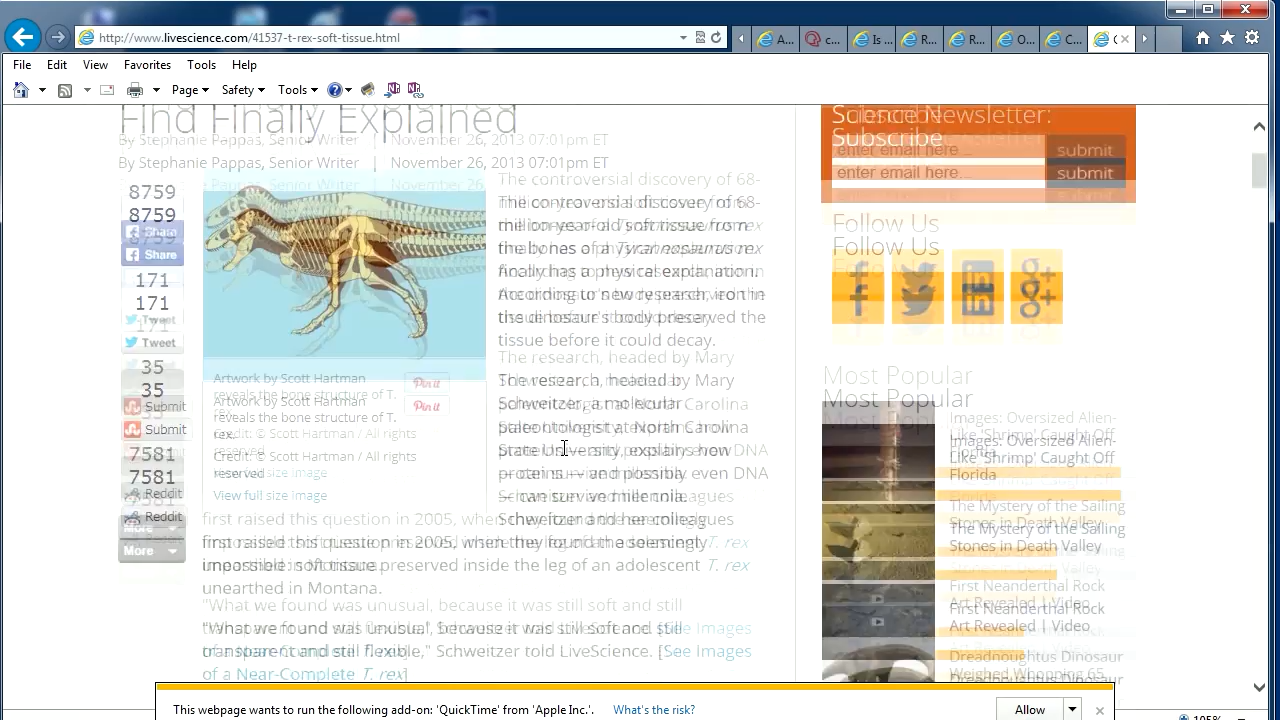 http://www.livescience.com/41537-t-rex-soft-tissue.html
A...
c...
Is
R...
R...
O...
C...
File Edit View Favorites Tools Help
Page Safety Tools
Find Finally Explained
By Stephanie Pappas, Senior Writer | November 26, 2013 07:01pm ET
8759
Share
171
Tweet
35
Submit
7581
Reddit
More
Artwork by Scott Hartman
reveals the bone structure of T.
rex.
Credit: © Scott Hartman / All rights
reserved
View full size image
Pin it
The controversial discovery of 68-
million-year-old soft tissue from
the bones of a Tyrannosaurus rex
finally has a physical explanation.
According to new research, iron in
the dinosaur's body preserved the
tissue before it could decay.
The research, headed by Mary
Schweitzer, a molecular
paleontologist at North Carolina
State University, explains how
proteins — and possibly even DNA
— can survive millennia.
Schweitzer and her colleagues
first raised this question in 2005, when they found the seemingly
impossible: soft tissue preserved inside the leg of an adolescent T. rex
unearthed in Montana.
"What we found was unusual, because it was still soft and still
transparent and still flexible," Schweitzer told LiveScience. [See Images
of a Near-Complete T. rex]
Science Newsletter:
Subscribe
enter email here...
submit
Follow Us
Most Popular
Images: Oversized Alien-
Like 'Shrimp' Caught Off
Florida
The Mystery of the Sailing
Stones in Death Valley
First Neanderthal Rock
Art Revealed | Video
Dreadnoughtus Dinosaur
Weighed Whopping 65
This webpage wants to run the following add-on: 'QuickTime' from 'Apple Inc.'. What's the risk? Allow
105%